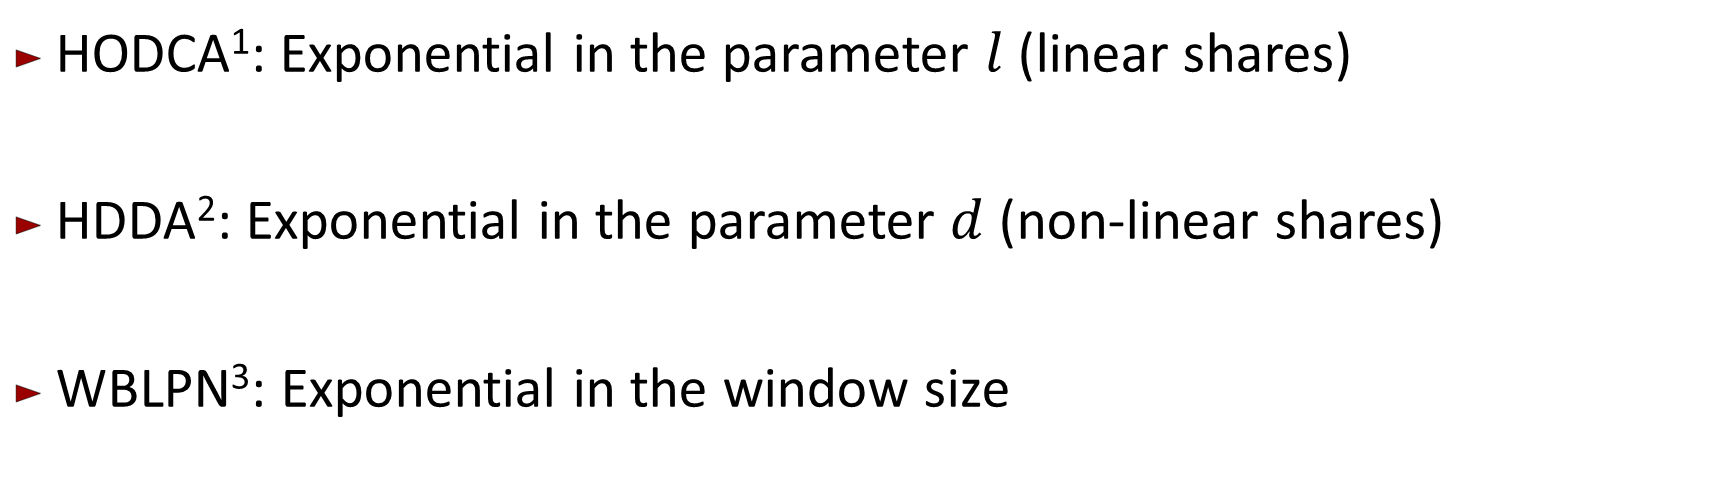 ► HODCA¹: Exponential in the parameter l (linear shares)
► HDDA²: Exponential in the parameter d (non-linear shares)
► WBLPN³: Exponential in the window size